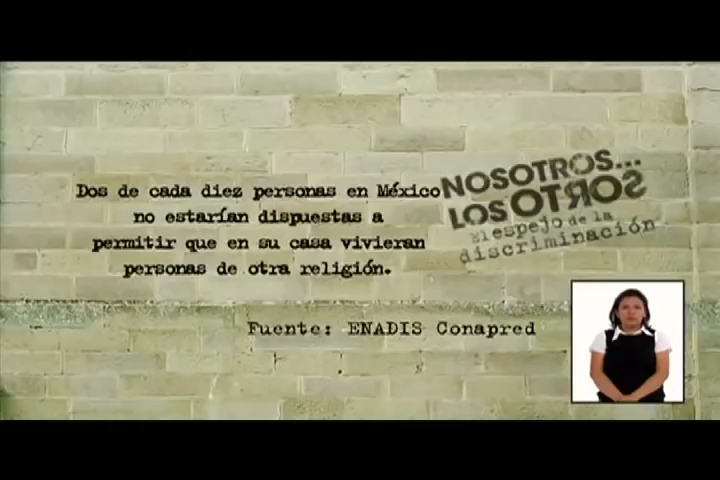 Dos de cada diez personas en México
no estarían dispuestas a
permitir que en su casa vivieran
personas de otra religión.
NOSOTROS...
LOS OTROS
El espejo de la
discriminación
Fuente: ENADIS Conapred